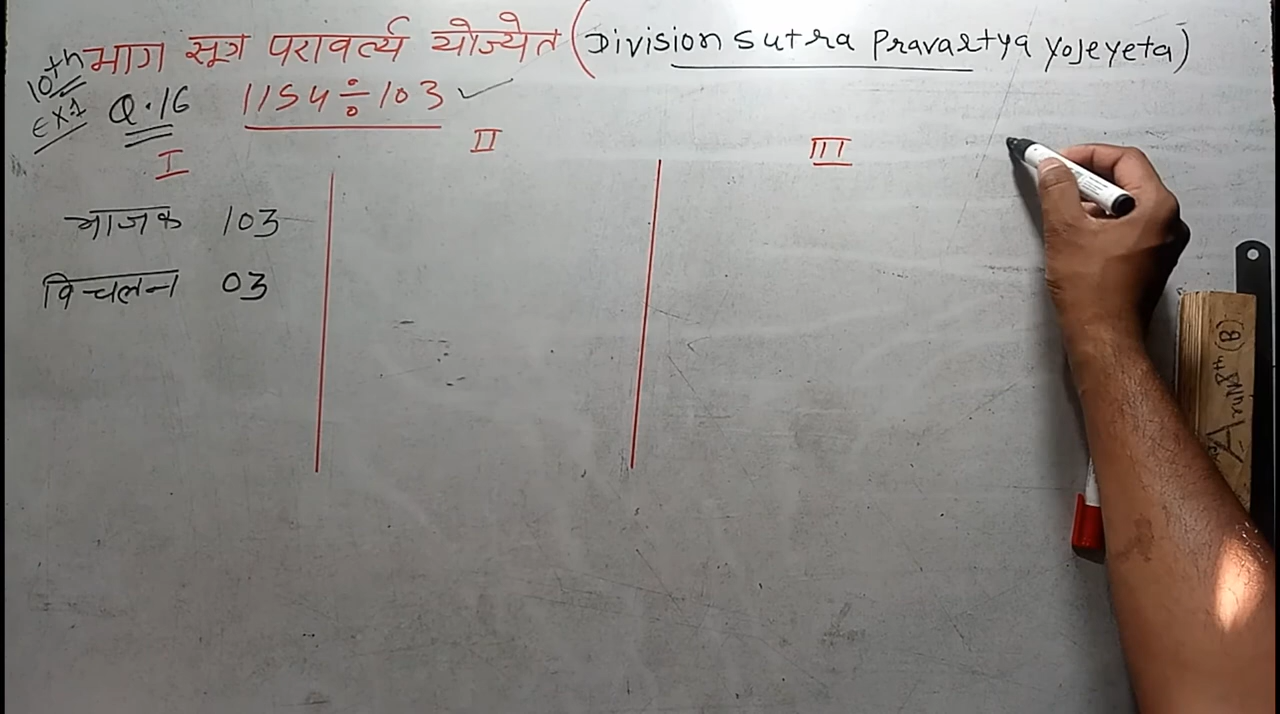 भाग सूत्र परावर्त्य योज्येत (Division Sutra Pravartya Yojeyeta)
10th
Ex.1
Q.16 1154÷103 ✓
I II III
भाजक 103
विचलन 03
(B)